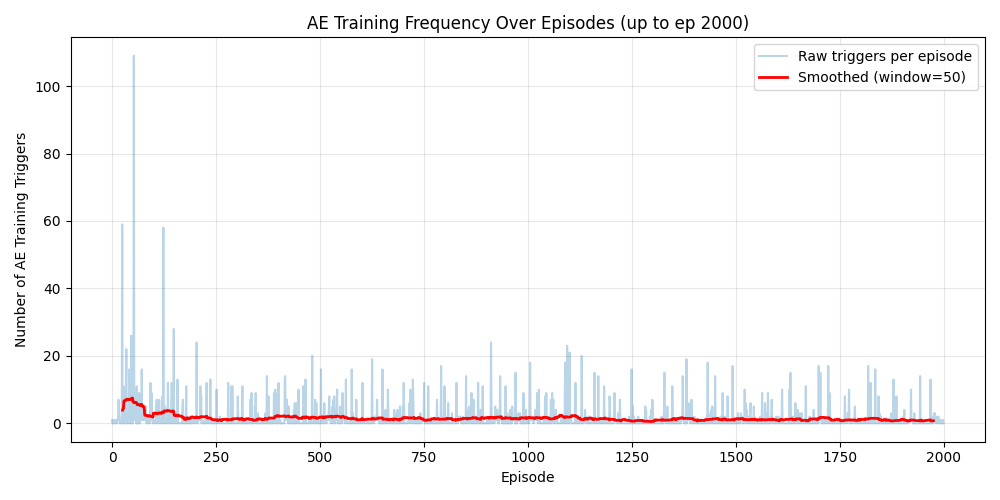 AE Training Frequency Over Episodes (up to ep 2000)
Raw triggers per episode
Smoothed (window=50)
Number of AE Training Triggers
100
80
60
40
20
0
0 250 500 750 1000 1250 1500 1750 2000
Episode